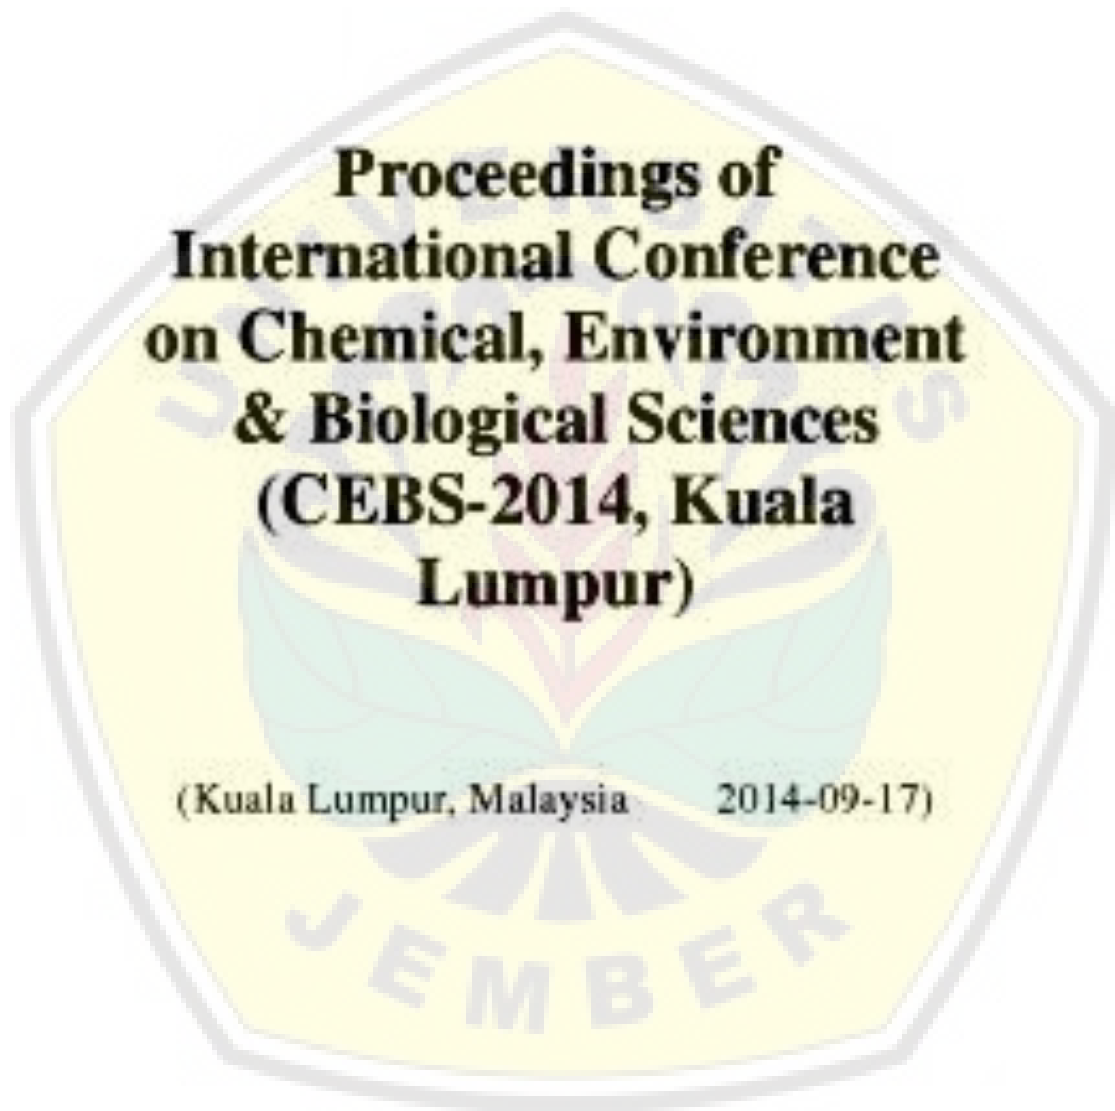 Proceedings of
International Conference
on Chemical, Environment
& Biological Sciences
(CEBS-2014, Kuala
Lumpur)
(Kuala Lumpur, Malaysia 2014-09-17)
UNIVERSITAS
JEMBER